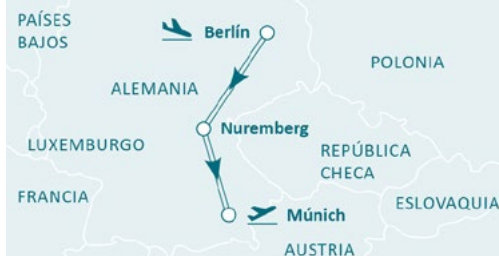 PAÍSES
BAJOS
Berlín
POLONIA
ALEMANIA
Nuremberg
LUXEMBURGO
REPÚBLICA
CHECA
FRANCIA
ESLOVAQUIA
Múnich
AUSTRIA